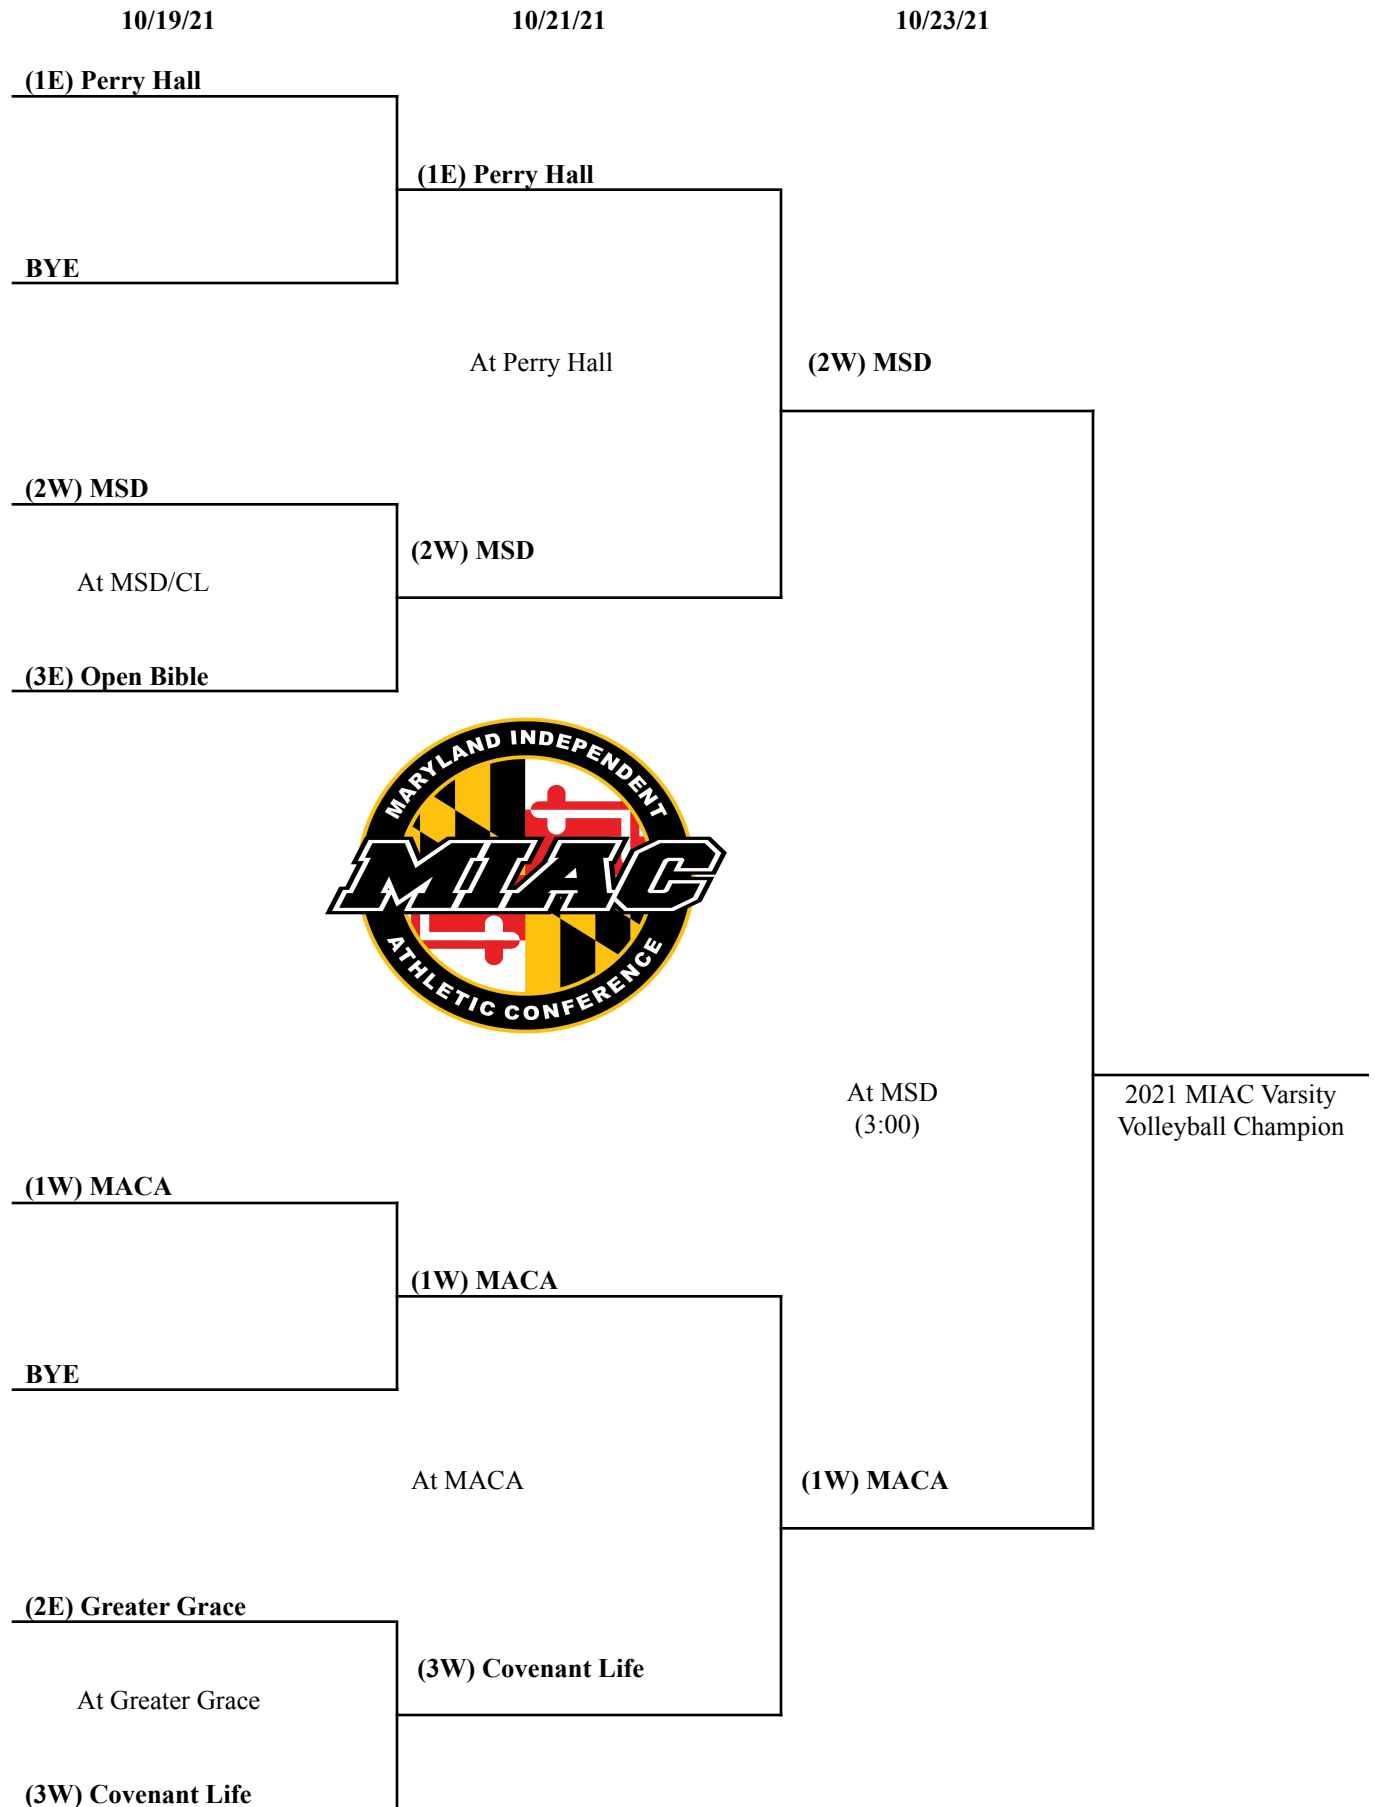 10/19/21
10/21/21
10/23/21
(1E) Perry Hall
(1E) Perry Hall
BYE
At Perry Hall
(2W) MSD
(2W) MSD
(2W) MSD
At MSD/CL
(3E) Open Bible
MARYLAND INDEPENDENT
MIAC
ATHLETIC CONFERENCE
At MSD
(3:00)
2021 MIAC Varsity
Volleyball Champion
(1W) MACA
(1W) MACA
BYE
At MACA
(1W) MACA
(2E) Greater Grace
(3W) Covenant Life
At Greater Grace
(3W) Covenant Life